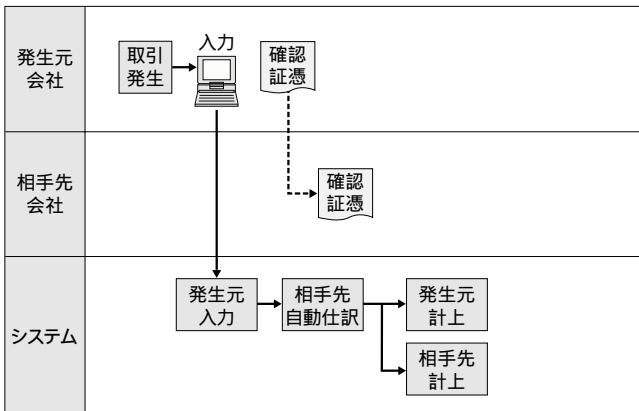 発生元
会社
取引
発生
入力
確認
証憑
相手先
会社
確認
証憑
システム
発生元
入力
相手先
自動仕訳
発生元
計上
相手先
計上